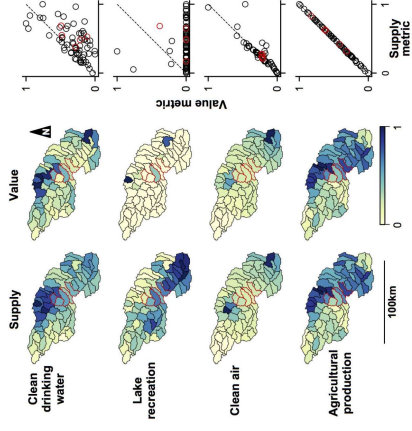 Supply
Value
N
Clean
drinking
water
Lake
recreation
Clean air
Agricultural
production
100km
0
1
Value metric
1
0
1
0
1
0
1
0
0
1
Supply
metric